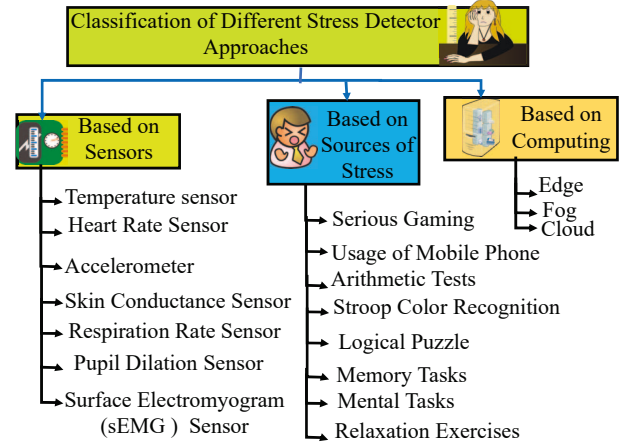 Classification of Different Stress Detector
Approaches
Based on
Sensors
Temperature sensor
Heart Rate Sensor
Accelerometer
Skin Conductance Sensor
Respiration Rate Sensor
Pupil Dilation Sensor
Surface Electromyogram
(sEMG ) Sensor
Based on
Sources of
Stress
Serious Gaming
Usage of Mobile Phone
Arithmetic Tests
Stroop Color Recognition
Logical Puzzle
Memory Tasks
Mental Tasks
Relaxation Exercises
Based on
Computing
Edge
Fog
Cloud